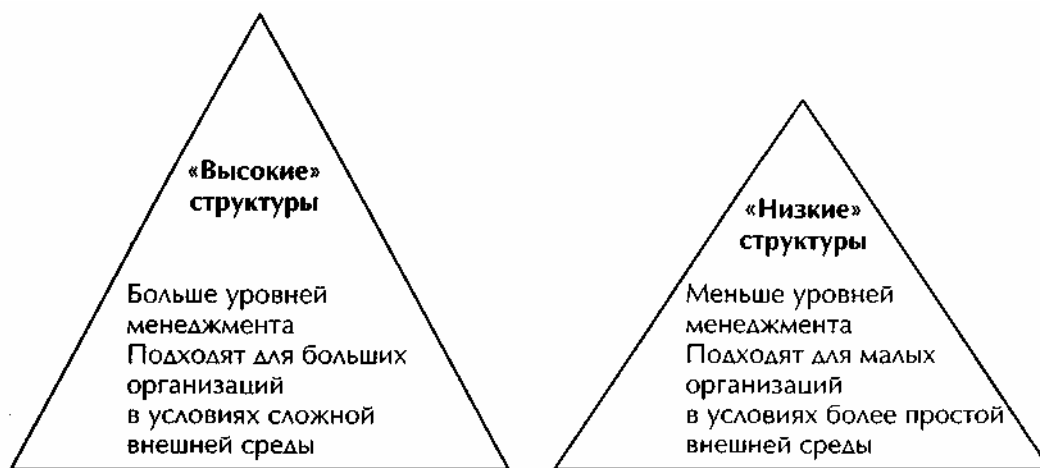 «Высокие»
структуры
Больше уровней
менеджмента
Подходят для больших
организаций
в условиях сложной
внешней среды
«Низкие»
структуры
Меньше уровней
менеджмента
Подходят для малых
организаций
в условиях более простой
внешней среды